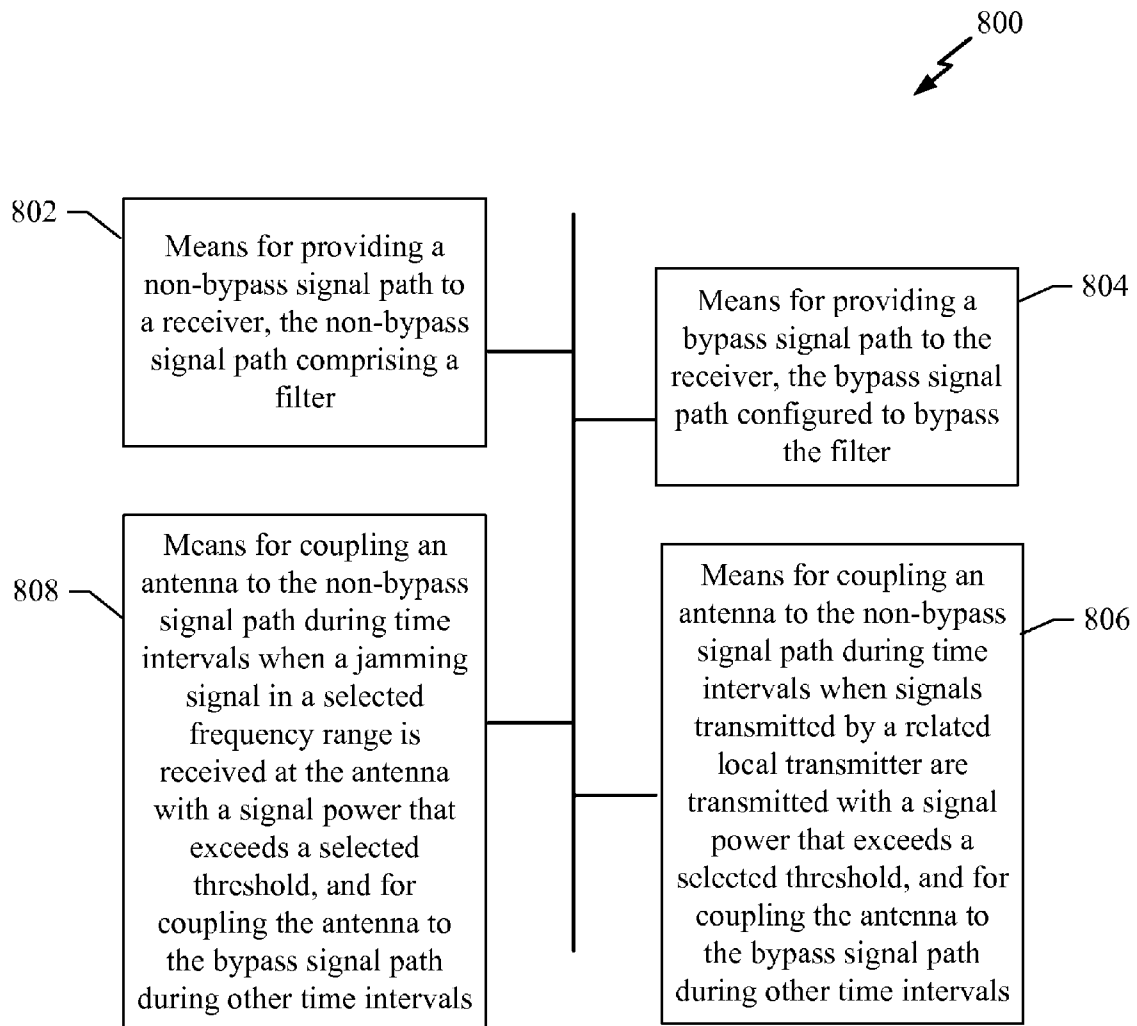 800
802
Means for providing a
non-bypass signal path to
a receiver, the non-bypass
signal path comprising a
filter
804
Means for providing a
bypass signal path to the
receiver, the bypass signal
path configured to bypass
the filter
808
Means for coupling an
antenna to the non-bypass
signal path during time
intervals when a jamming
signal in a selected
frequency range is
received at the antenna
with a signal power that
exceeds a selected
threshold, and for
coupling the antenna to
the bypass signal path
during other time intervals
806
Means for coupling an
antenna to the non-bypass
signal path during time
intervals when signals
transmitted by a related
local transmitter are
transmitted with a signal
power that exceeds a
selected threshold, and for
coupling the antenna to
the bypass signal path
during other time intervals